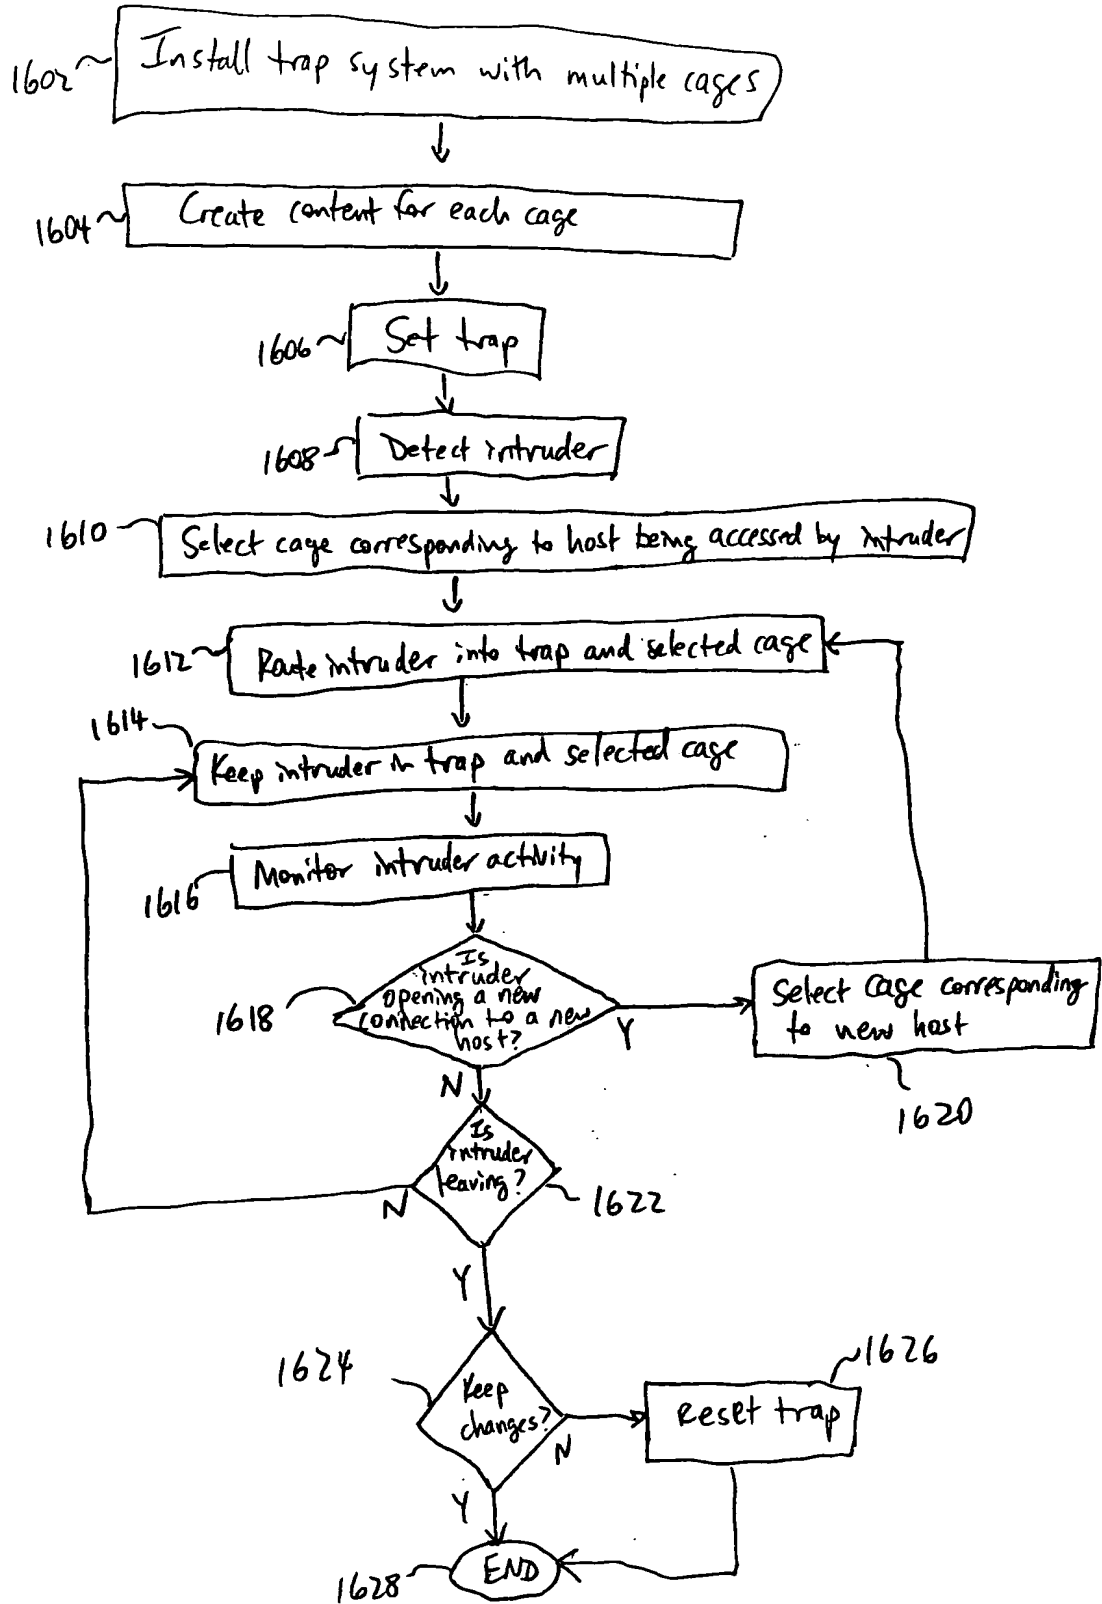 1602
Install trap system with multiple cages
1604
Create content for each cage
1606
Set trap
1608
Detect intruder
1610
Select cage corresponding to host being accessed by intruder
1612
Route intruder into trap and selected cage
1614
Keep intruder in trap and selected cage
1616
Monitor intruder activity
1618
Is
intruder
opening a new
connection to a new
host?
Y
Select cage corresponding
to new host
1620
N
Is
intruder
leaving?
1622
N
Y
1624
Keep
changes?
N
1626
Reset trap
Y
1628
END